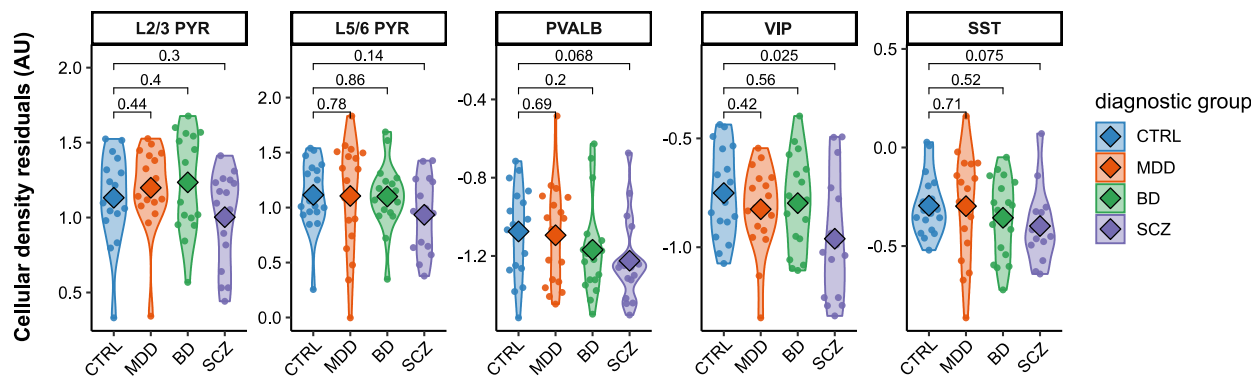 L2/3 PYR
L5/6 PYR
PVALB
VIP
SST
Cellular density residuals (AU)
2.0
1.5
1.0
0.5
0.3
0.4
0.44
CTRL
MDD
BD
SCZ
2.0
1.5
1.0
0.5
0.0
0.14
0.86
0.78
CTRL
MDD
BD
SCZ
-0.4
-0.8
-1.2
0.068
0.2
0.69
CTRL
MDD
BD
SCZ
-0.5
-1.0
0.025
0.56
0.42
CTRL
MDD
BD
SCZ
0.5
0.0
-0.5
0.075
0.52
0.71
CTRL
MDD
BD
SCZ
diagnostic group
CTRL
MDD
BD
SCZ